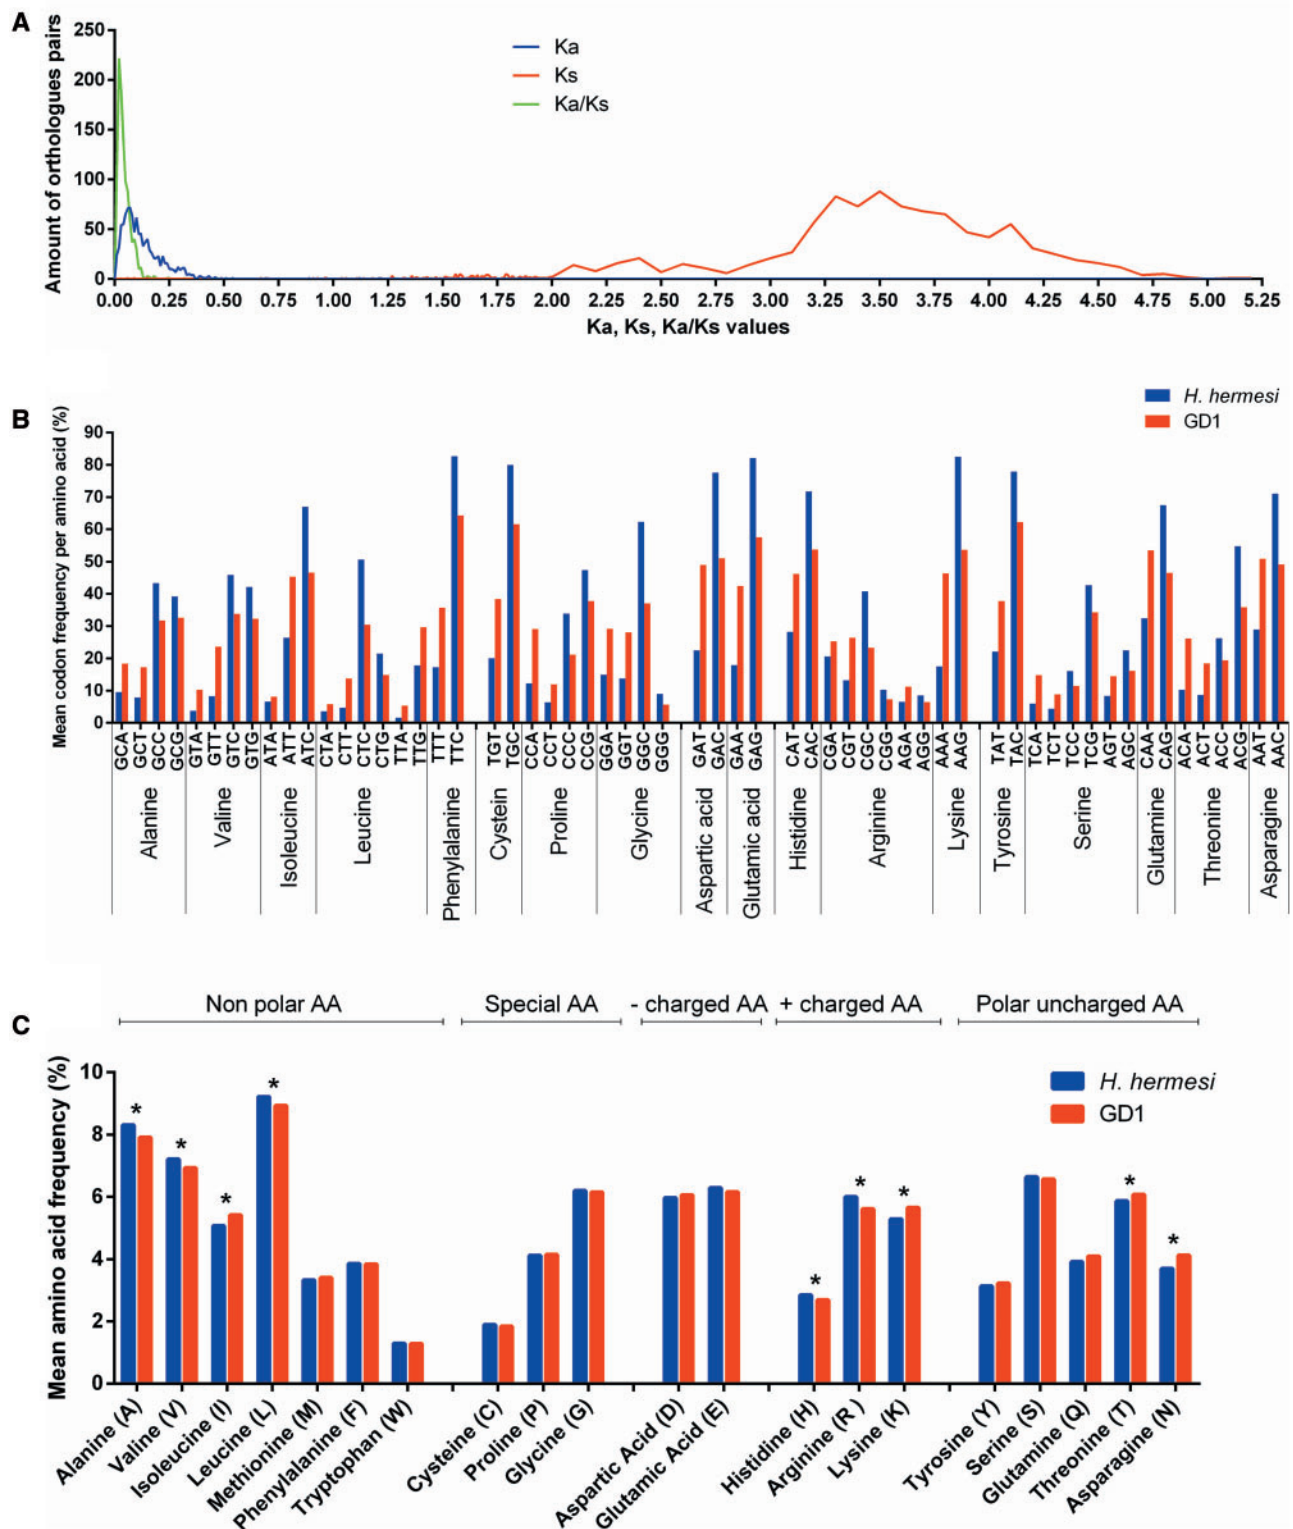 A
250
200
150
100
50
0
Amount of orthologues pairs
Ka
Ks
Ka/Ks
0.00 0.25 0.50 0.75 1.00 1.25 1.50 1.75 2.00 2.25 2.50 2.75 3.00 3.25 3.50 3.75 4.00 4.25 4.50 4.75 5.00 5.25
Ka, Ks, Ka/Ks values
B
H. hermesi
GD1
Mean codon frequency per amino acid (%)
90
80
70
60
50
40
30
20
10
0
GCA GCT GCC GCG GTA GTT GTC GTG ATA ATT ATC CTA CTT CTC CTG TTA TTG TTT TTC TGT TGC CCA CCT CCC CCG GGA GGT GGC GGG GAT GAC GAA GAG CAT CAC CGA CGT CGC CGG AGA AGG AAA AAG TAT TAC TCA TCT TCC TCG AGT AGC CAA CAG ACA ACT ACC ACG AAT AAC
Alanine Valine Isoleucine Leucine Phenylalanine Cystein Proline Glycine Aspartic acid Glutamic acid Histidine Arginine Lysine Tyrosine Serine Glutamine Threonine Asparagine
Non polar AA Special AA - charged AA + charged AA Polar uncharged AA
C
H. hermesi
GD1
Mean amino acid frequency (%)
10
8
6
4
2
0
* * * * * * * * *
Alanine (A) Valine (V) Isoleucine (I) Leucine (L) Methionine (M) Phenylalanine (F) Tryptophan (W) Cysteine (C) Proline (P) Glycine (G) Aspartic Acid (D) Glutamic Acid (E) Histidine (H) Arginine (R ) Lysine (K) Tyrosine (Y) Serine (S) Glutamine (Q) Threonine (T) Asparagine (N)